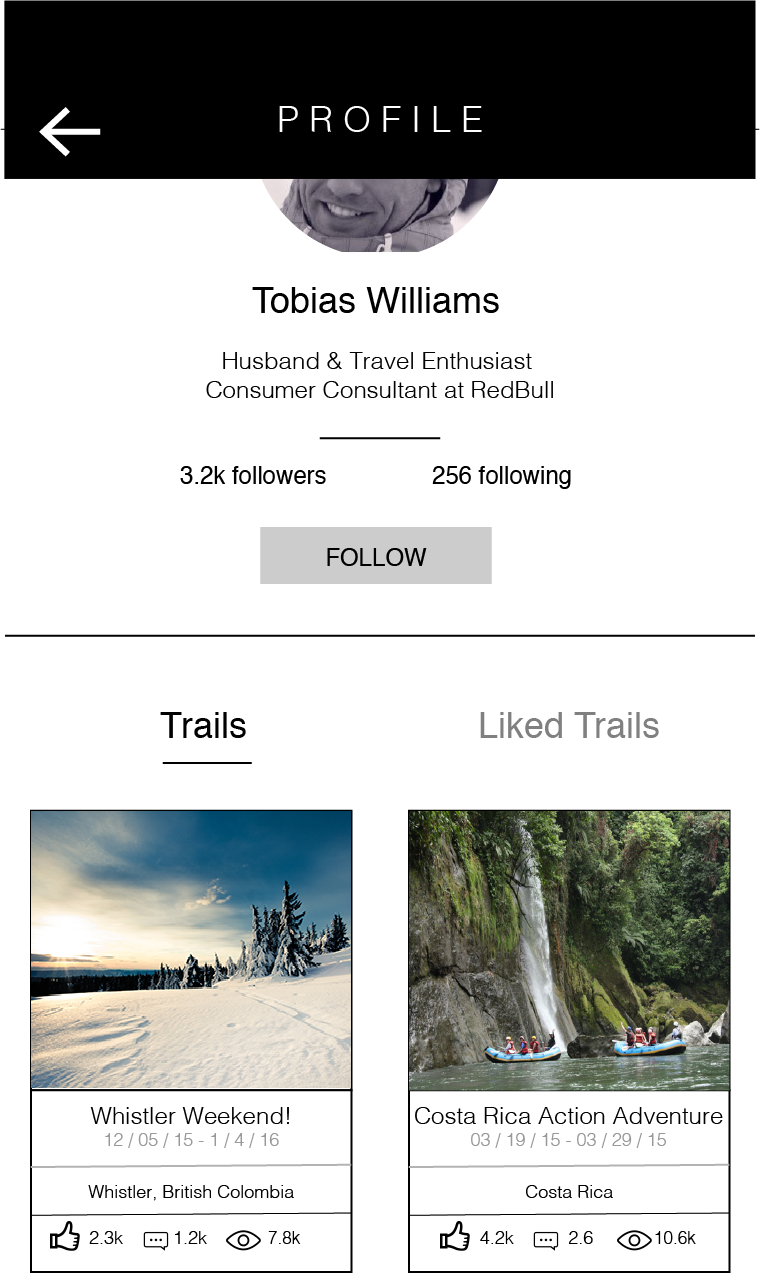 PROFILE
Tobias Williams
Husband & Travel Enthusiast
Consumer Consultant at RedBull
3.2k followers 256 following
FOLLOW
Trails Liked Trails
Whistler Weekend!
12 / 05 / 15 - 1 / 4 / 16
Whistler, British Colombia
2.3k 1.2k 7.8k
Costa Rica Action Adventure
03 / 19 / 15 - 03 / 29 / 15
Costa Rica
4.2k 2.6 10.6k